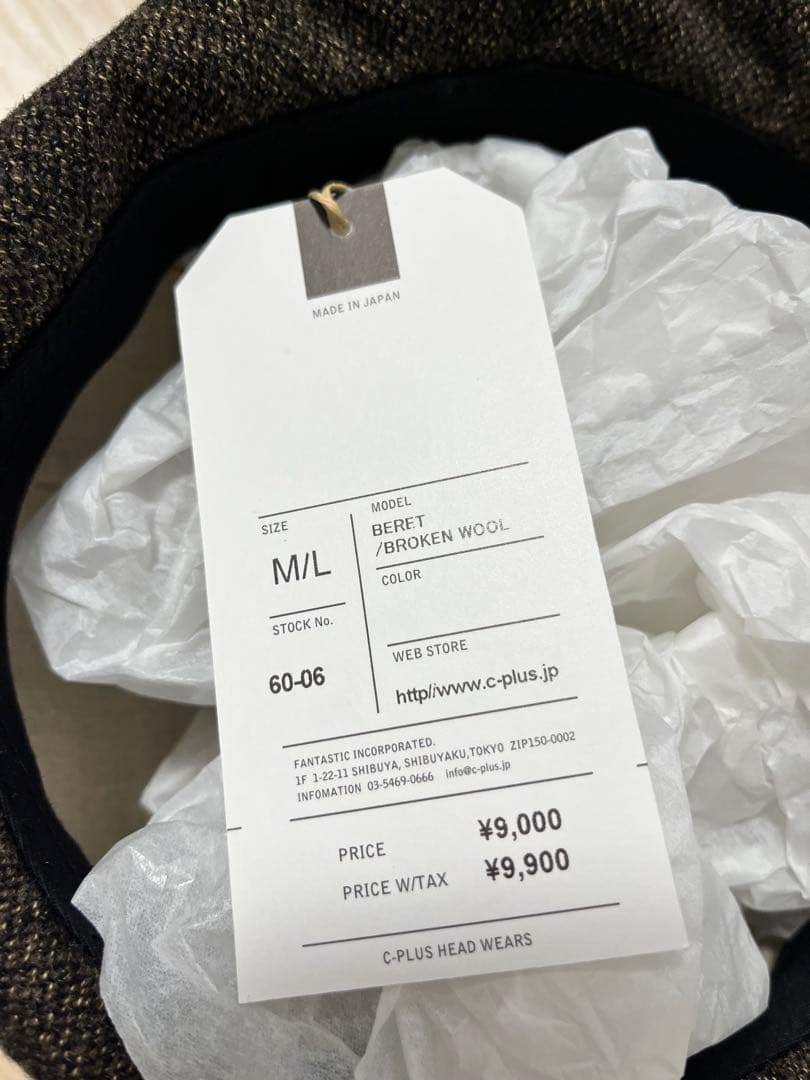 MADE IN JAPAN
SIZE
M/L
STOCK No.
60-06
MODEL
BERET
/BROKEN WOOL
COLOR
WEB STORE
http//www.c-plus.jp
FANTASTIC INCORPORATED.
1F 1-22-11 SHIBUYA, SHIBUYAKU,TOKYO ZIP150-0002
INFOMATION 03-5469-0666 info@c-plus.jp
PRICE ¥9,000
PRICE W/TAX ¥9,900
C-PLUS HEAD WEARS